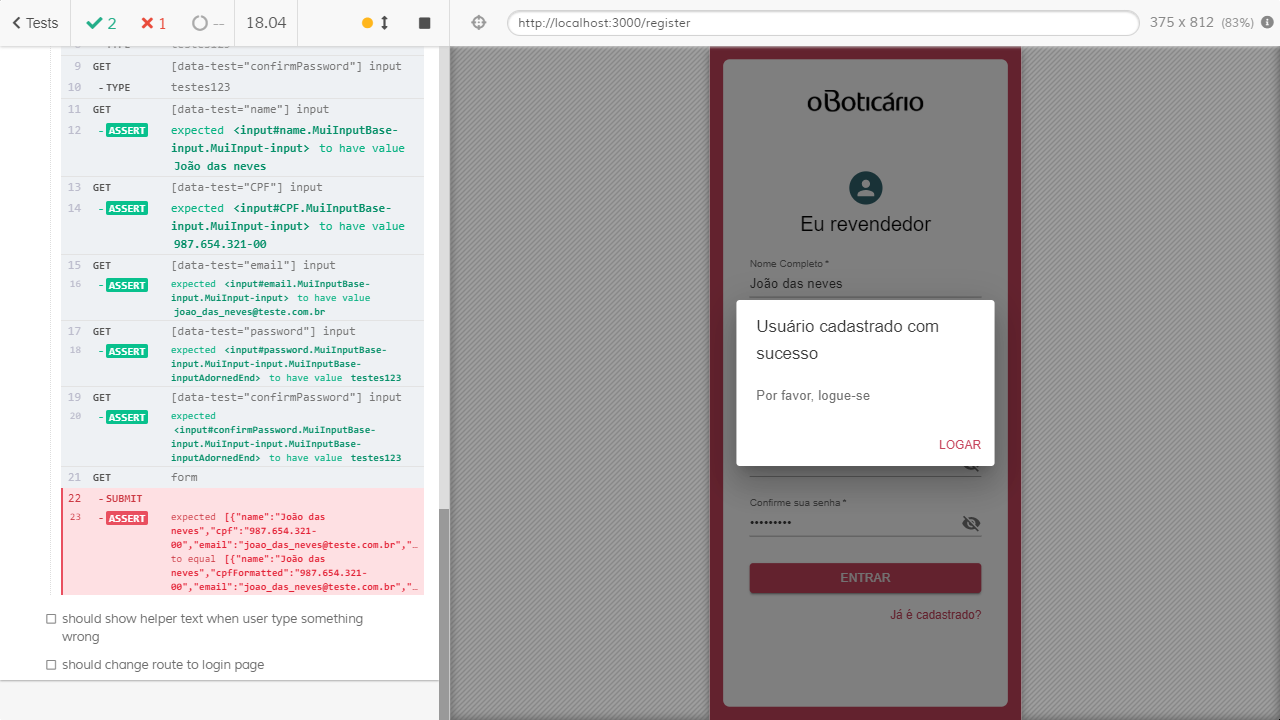 Tests
2
1
--
18.04
http://localhost:3000/register
375 x 812 (83%)
9 GET [data-test="confirmPassword"] input
10 - TYPE testes123
11 GET [data-test="name"] input
12 - ASSERT expected <input#name.MuiInputBase-
input.MuiInput-input> to have value
João das neves
13 GET [data-test="CPF"] input
14 - ASSERT expected <input#CPF.MuiInputBase-
input.MuiInput-input> to have value
987.654.321-00
15 GET [data-test="email"] input
16 - ASSERT expected <input#email.MuiInputBase-
input.MuiInput-input> to have value
joao_das_neves@teste.com.br
17 GET [data-test="password"] input
18 - ASSERT expected <input#password.MuiInputBase-
input.MuiInput-input.MuiInputBase-
inputAdornedEnd> to have value testes123
19 GET [data-test="confirmPassword"] input
20 - ASSERT expected
<input#confirmPassword.MuiInputBase-
input.MuiInput-input.MuiInputBase-
inputAdornedEnd> to have value testes123
21 GET form
22 - SUBMIT
23 - ASSERT expected [{"name":"João das
neves","cpf":"987.654.321-
00","email":"joao_das_neves@teste.com.br","…
to equal [{"name":"João das
neves","cpfFormatted":"987.654.321-
00","email":"joao_das_neves@teste.com.br","…
should show helper text when user type something
wrong
should change route to login page
oBoticário
Eu revendedor
Nome Completo *
João das neves
Usuário cadastrado com
sucesso
Por favor, logue-se
LOGAR
Confirme sua senha *
•••••••••
ENTRAR
Já é cadastrado?